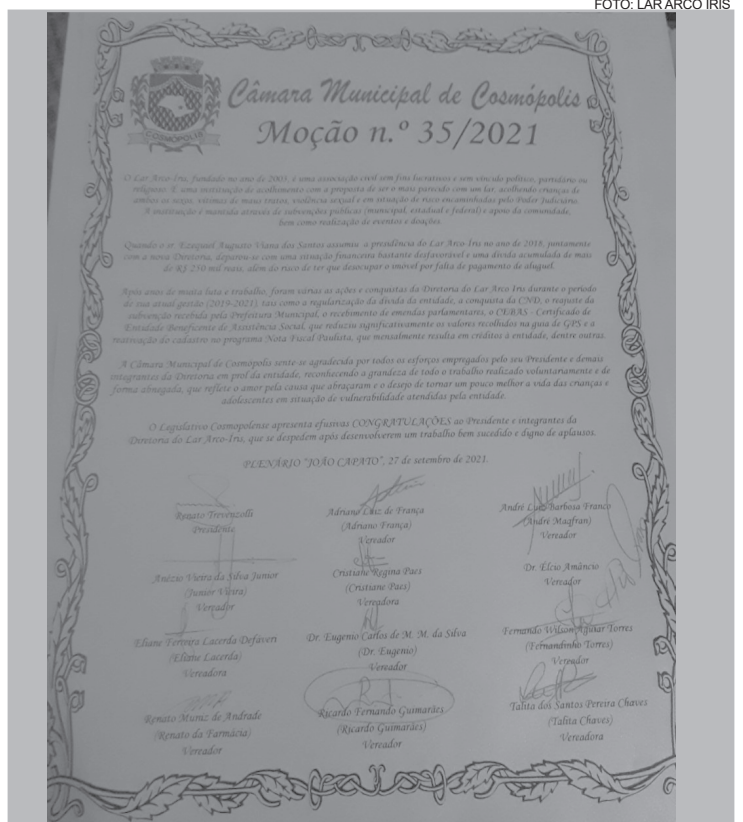 FOTO: LAR ARCO IRIS
COSMÓPOLIS
Câmara Municipal de Cosmópolis
Moção n.º 35/2021
O Lar Arco-Íris, fundado no ano de 2003, é uma associação civil sem fins lucrativos e sem vínculo político, partidário ou
religioso. É uma instituição de acolhimento com a proposta de ser o mais parecido com um lar, acolhendo crianças de
ambos os sexos, vítimas de maus tratos, violência sexual e em situação de risco encaminhadas pelo Poder Judiciário.
A instituição é mantida através de subvenções públicas (municipal, estadual e federal) e apoio da comunidade,
bem como realização de eventos e doações.
Quando o sr. Ezequiel Augusto Viana dos Santos assumiu a presidência do Lar Arco-Íris no ano de 2018, juntamente
com a nova Diretoria, deparou-se com uma situação financeira bastante desfavorável e uma dívida acumulada de mais
de R$ 250 mil reais, além do risco de ter que desocupar o imóvel por falta de pagamento de aluguel.
Após anos de muita luta e trabalho, foram várias as ações e conquistas da Diretoria do Lar Arco Íris durante o período
de sua atual gestão (2019-2021), tais como a regularização da dívida da entidade, a conquista da CND, o reajuste da
subvenção recebida pela Prefeitura Municipal, o recebimento de emendas parlamentares, o CEBAS - Certificado de
Entidade Beneficente de Assistência Social, que reduziu significativamente os valores recolhidos na guia de GPS e a
reativação do cadastro no programa Nota Fiscal Paulista, que mensalmente resulta em créditos à entidade, dentre outras.
A Câmara Municipal de Cosmópolis sente-se agradecida por todos os esforços empregados pelo seu Presidente e demais
integrantes da Diretoria em prol da entidade, reconhecendo a grandeza de todo o trabalho realizado voluntariamente e de
forma abnegada, que reflete o amor pela causa que abraçaram e o desejo de tornar um pouco melhor a vida das crianças e
adolescentes em situação de vulnerabilidade atendidas pela entidade.
O Legislativo Cosmopolense apresenta efusivas CONGRATULAÇÕES ao Presidente e integrantes da
Diretoria do Lar Arco-Íris, que se despedem após desenvolverem um trabalho bem sucedido e digno de aplausos.
PLENÁRIO "JOÃO CAPATO", 27 de setembro de 2021.
Renato Trevenzolli
Presidente
Adriano Luiz de França
(Adriano França)
Vereador
André Luiz Barbosa Franco
(André Maqfran)
Vereador
Anézio Vieira da Silva Junior
(Junior Vieira)
Vereador
Cristiane Regina Paes
(Cristiane Paes)
Vereadora
Dr. Élcio Amâncio
Vereador
Eliane Ferreira Lacerda Defáveri
(Eliane Lacerda)
Vereadora
Dr. Eugenio Carlos de M. M. da Silva
(Dr. Eugenio)
Vereador
Fernando Wilson Aguiar Torres
(Fernandinho Torres)
Vereador
Renato Muniz de Andrade
(Renato da Farmácia)
Vereador
Ricardo Fernando Guimarães
(Ricardo Guimarães)
Vereador
Talita dos Santos Pereira Chaves
(Talita Chaves)
Vereadora